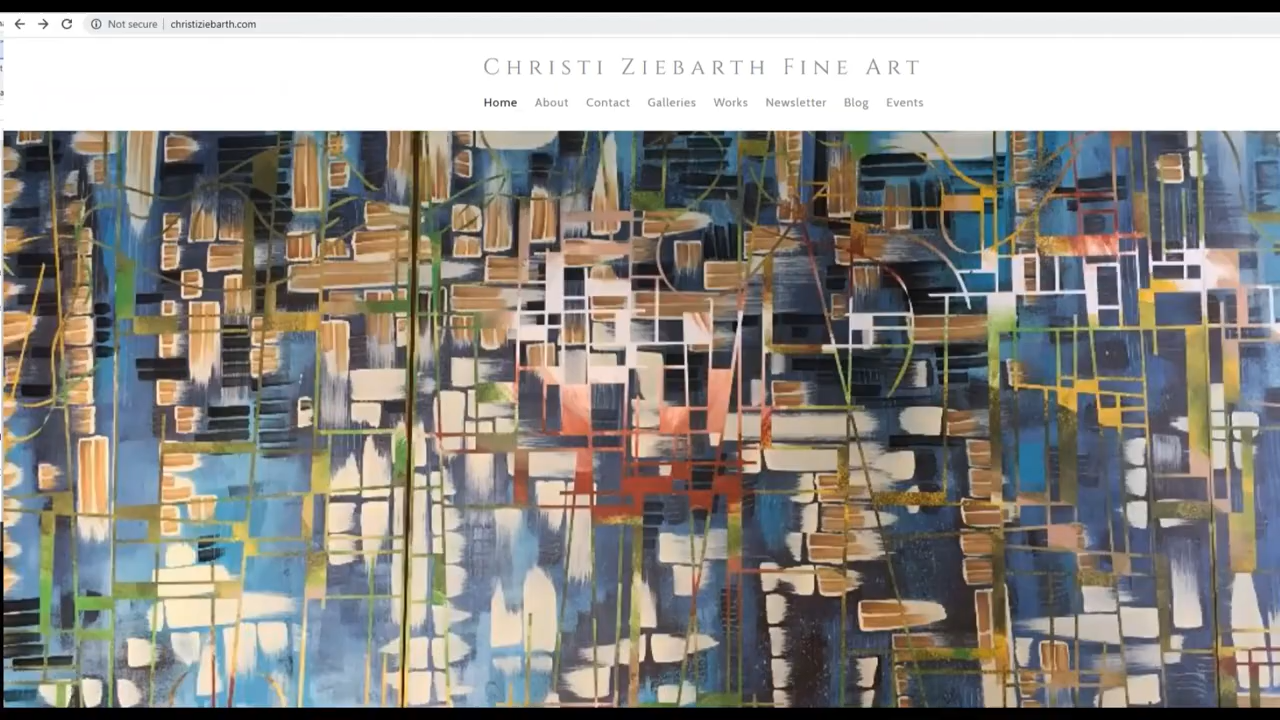 Not secure | christiziebarth.com
Christi Ziebarth Fine Art
Home About Contact Galleries Works Newsletter Blog Events